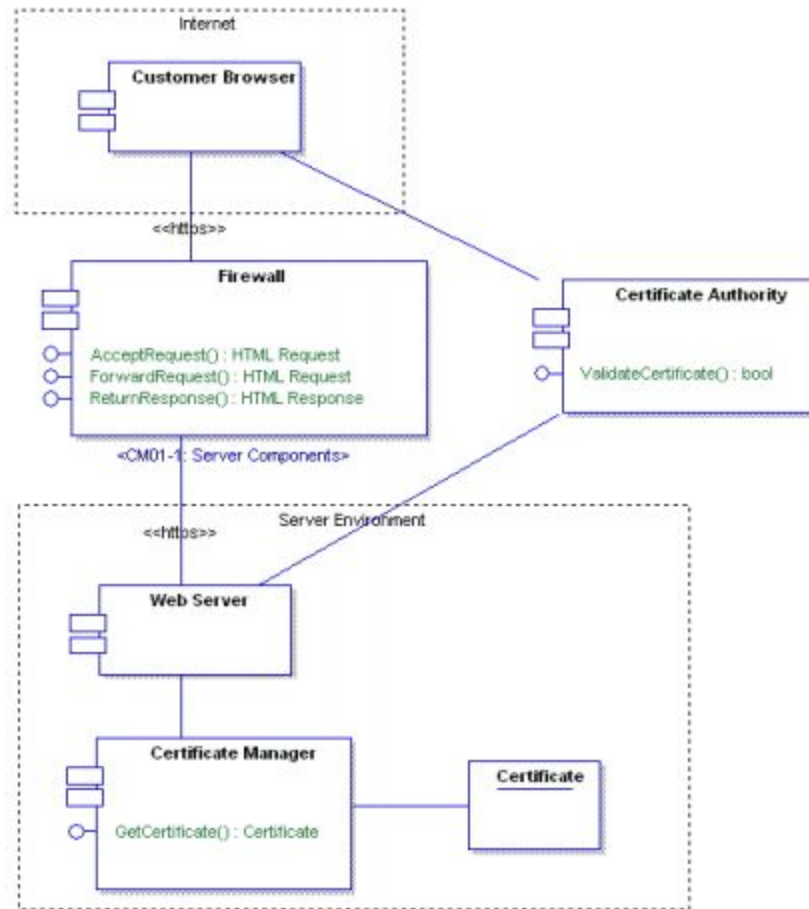 Internet
Customer Browser
<<https>>
Firewall
AcceptRequest() : HTML Request
ForwardRequest() : HTML Request
ReturnResponse() : HTML Response
Certificate Authority
ValidateCertificate() : bool
<CM01-1: Server Components>
Server Environment
<<https>>
Web Server
Certificate Manager
GetCertificate() : Certificate
Certificate